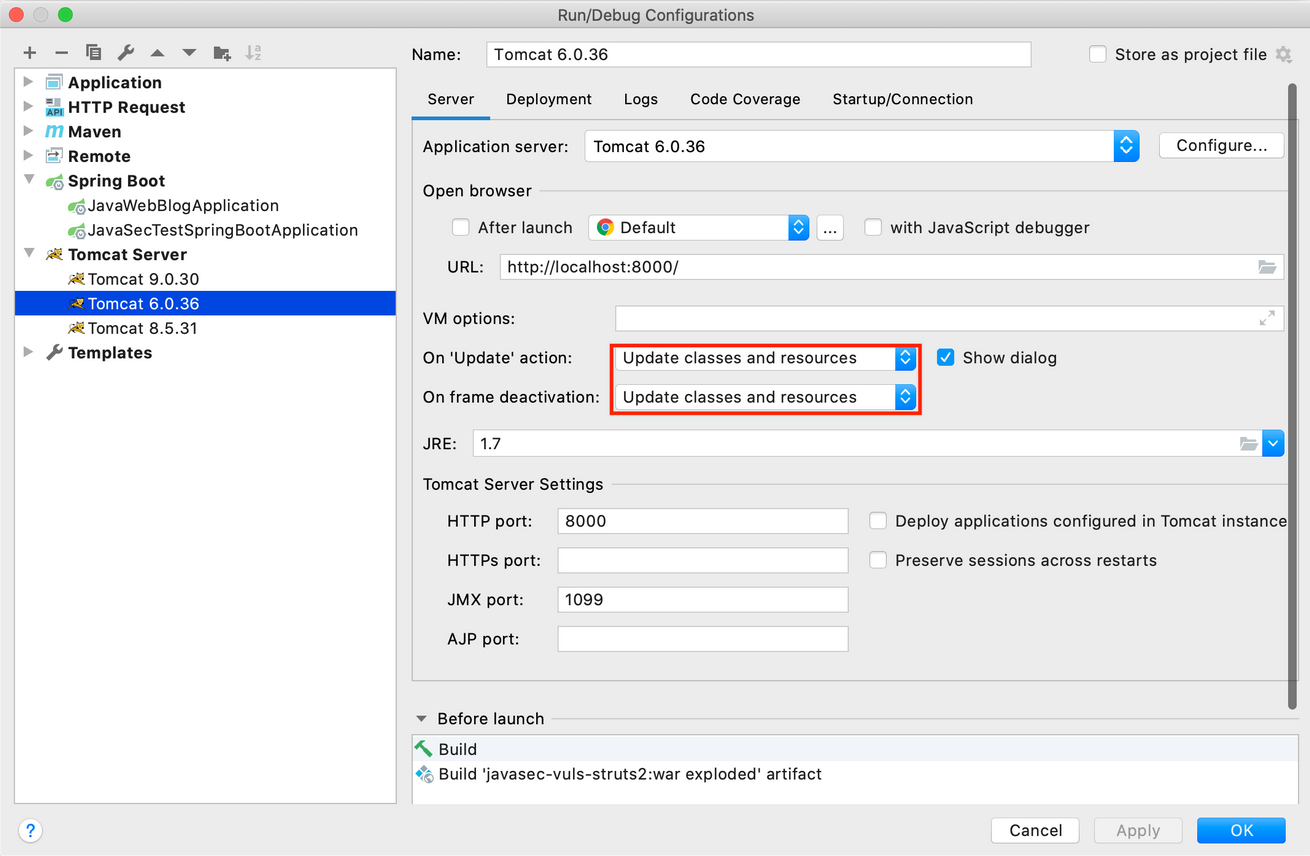 Run/Debug Configurations
Application
API
HTTP Request
m Maven
Remote
Spring Boot
JavaWebBlogApplication
JavaSecTestSpringBootApplication
Tomcat Server
Tomcat 9.0.30
Tomcat 6.0.36
Tomcat 8.5.31
Templates
Name: Tomcat 6.0.36 Store as project file
Server Deployment Logs Code Coverage Startup/Connection
Application server: Tomcat 6.0.36 Configure...
Open browser
After launch Default ... with JavaScript debugger
URL: http://localhost:8000/
VM options:
On 'Update' action: Update classes and resources Show dialog
On frame deactivation: Update classes and resources
JRE: 1.7
Tomcat Server Settings
HTTP port: 8000 Deploy applications configured in Tomcat instance
HTTPs port: Preserve sessions across restarts
JMX port: 1099
AJP port:
Before launch
Build
Build 'javasec-vuls-struts2:war exploded' artifact
? Cancel Apply OK